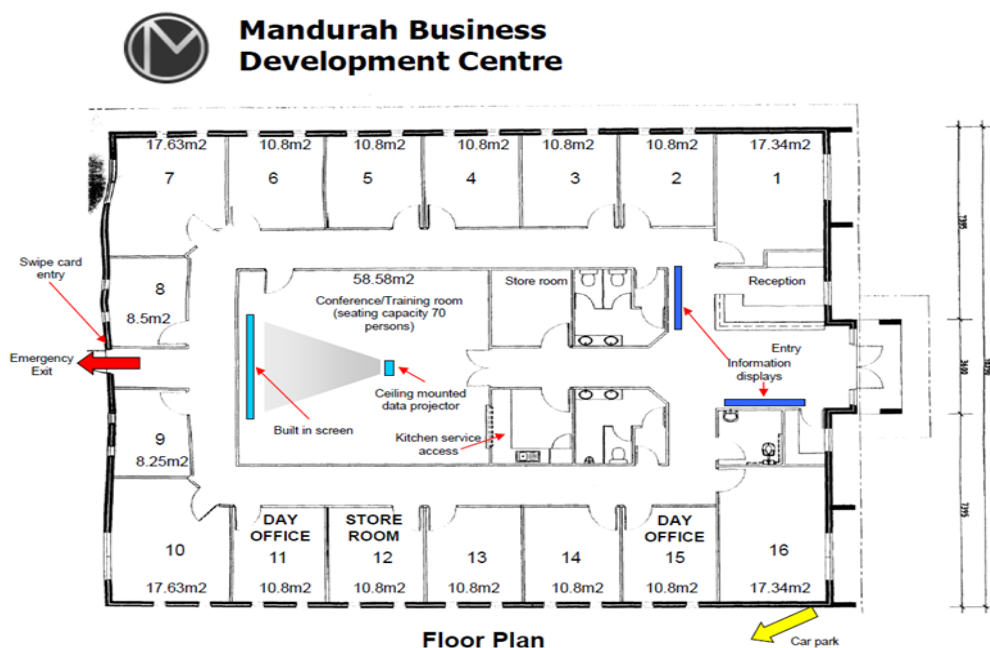 Mandurah Business
Development Centre
17.63m2
10.8m2
10.8m2
10.8m2
10.8m2
10.8m2
17.34m2
7
6
5
4
3
2
1
7395
Swipe card
entry
8
8.5m2
58.58m2
Conference/Training room
(seating capacity 70
persons)
Store room
Reception
Emergency
Exit
Entry
Information
displays
3600
Ceiling mounted
data projector
Built in screen
Kitchen service
access
9
8.25m2
DAY
OFFICE
STORE
ROOM
DAY
OFFICE
7395
10
11
12
13
14
15
16
17.63m2
10.8m2
10.8m2
10.8m2
10.8m2
10.8m2
17.34m2
Floor Plan
Car park